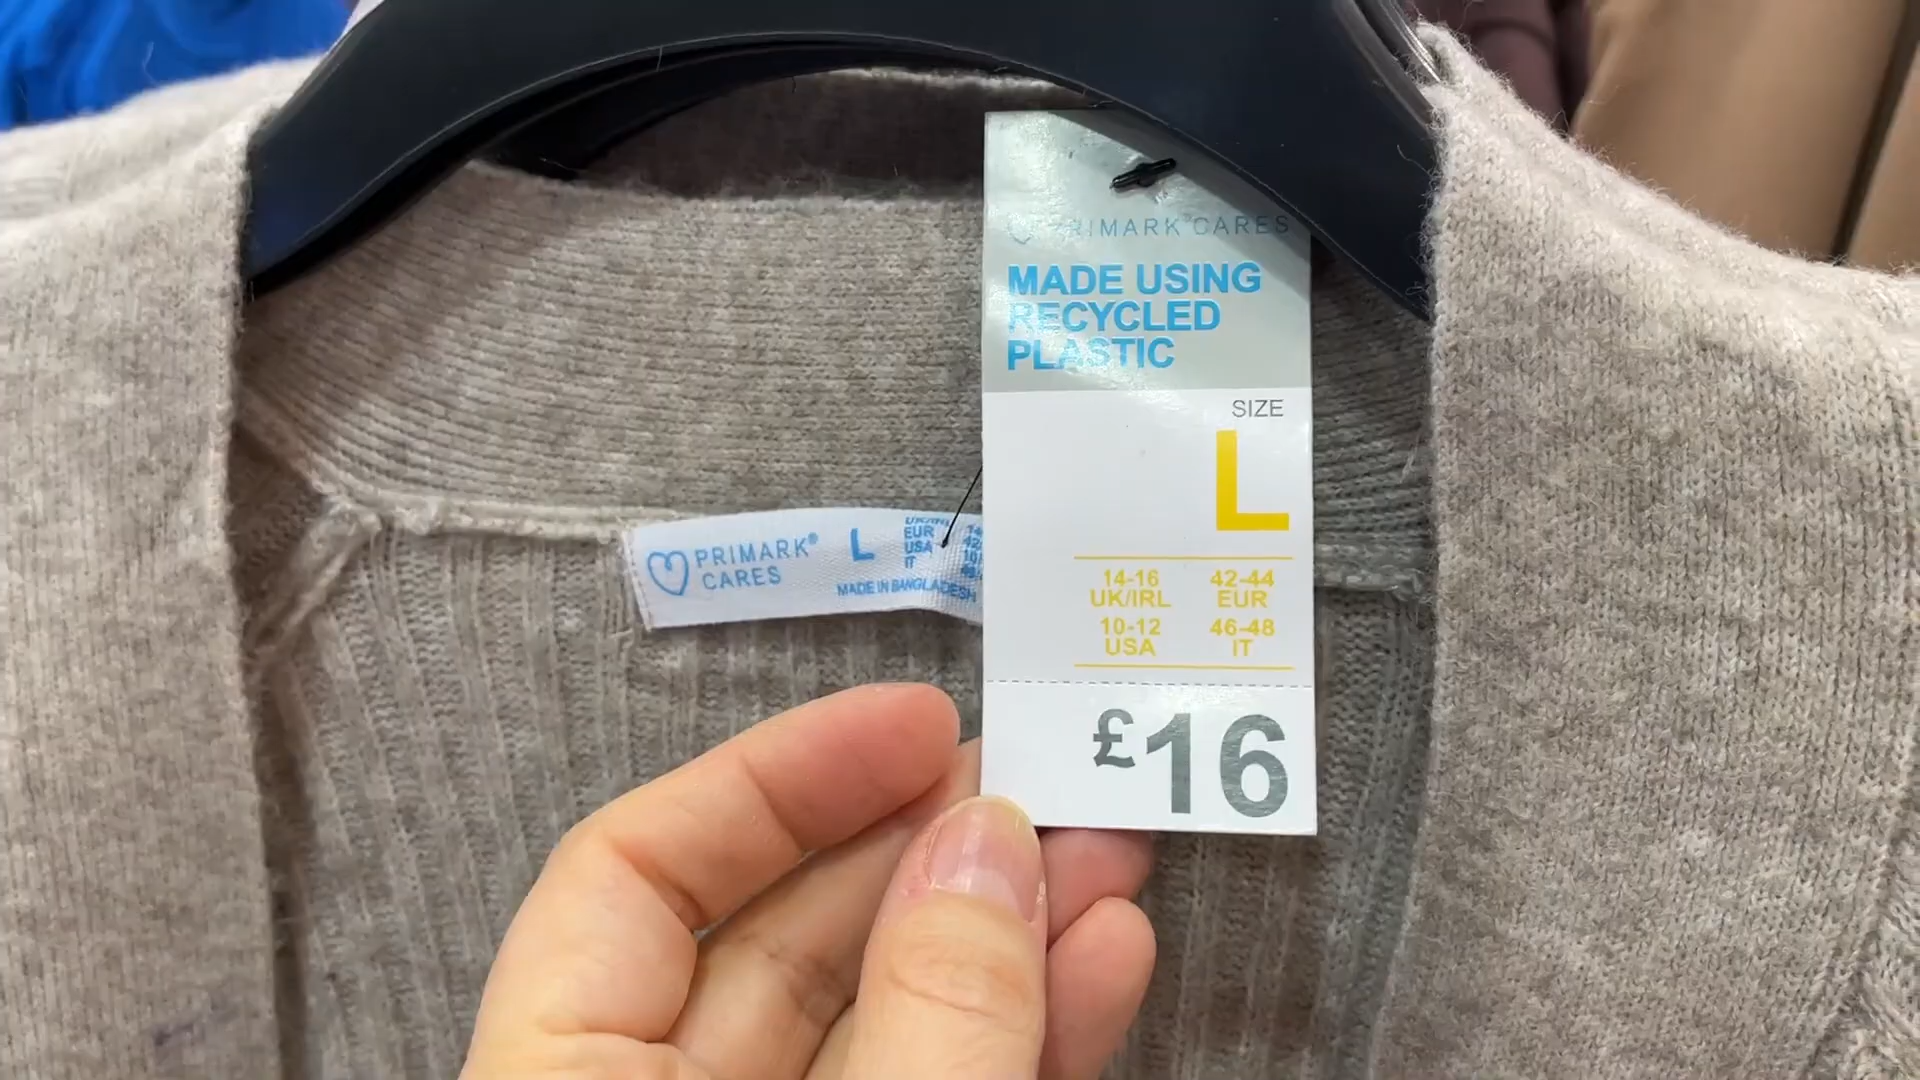 PRIMARK CARES
MADE USING
RECYCLED
PLASTIC
SIZE
L
14-16 42-44
UK/IRL EUR
10-12 46-48
USA IT
£16
PRIMARK®
CARES
L
EUR
USA
IT
MADE IN BANGLADESH